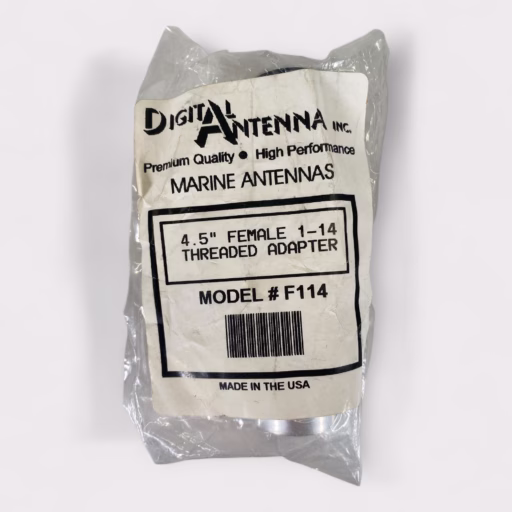 DIGITAL ANTENNA INC.
Premium Quality ● High Performance
MARINE ANTENNAS
4.5" FEMALE 1-14
THREADED ADAPTER
MODEL # F114
MADE IN THE USA